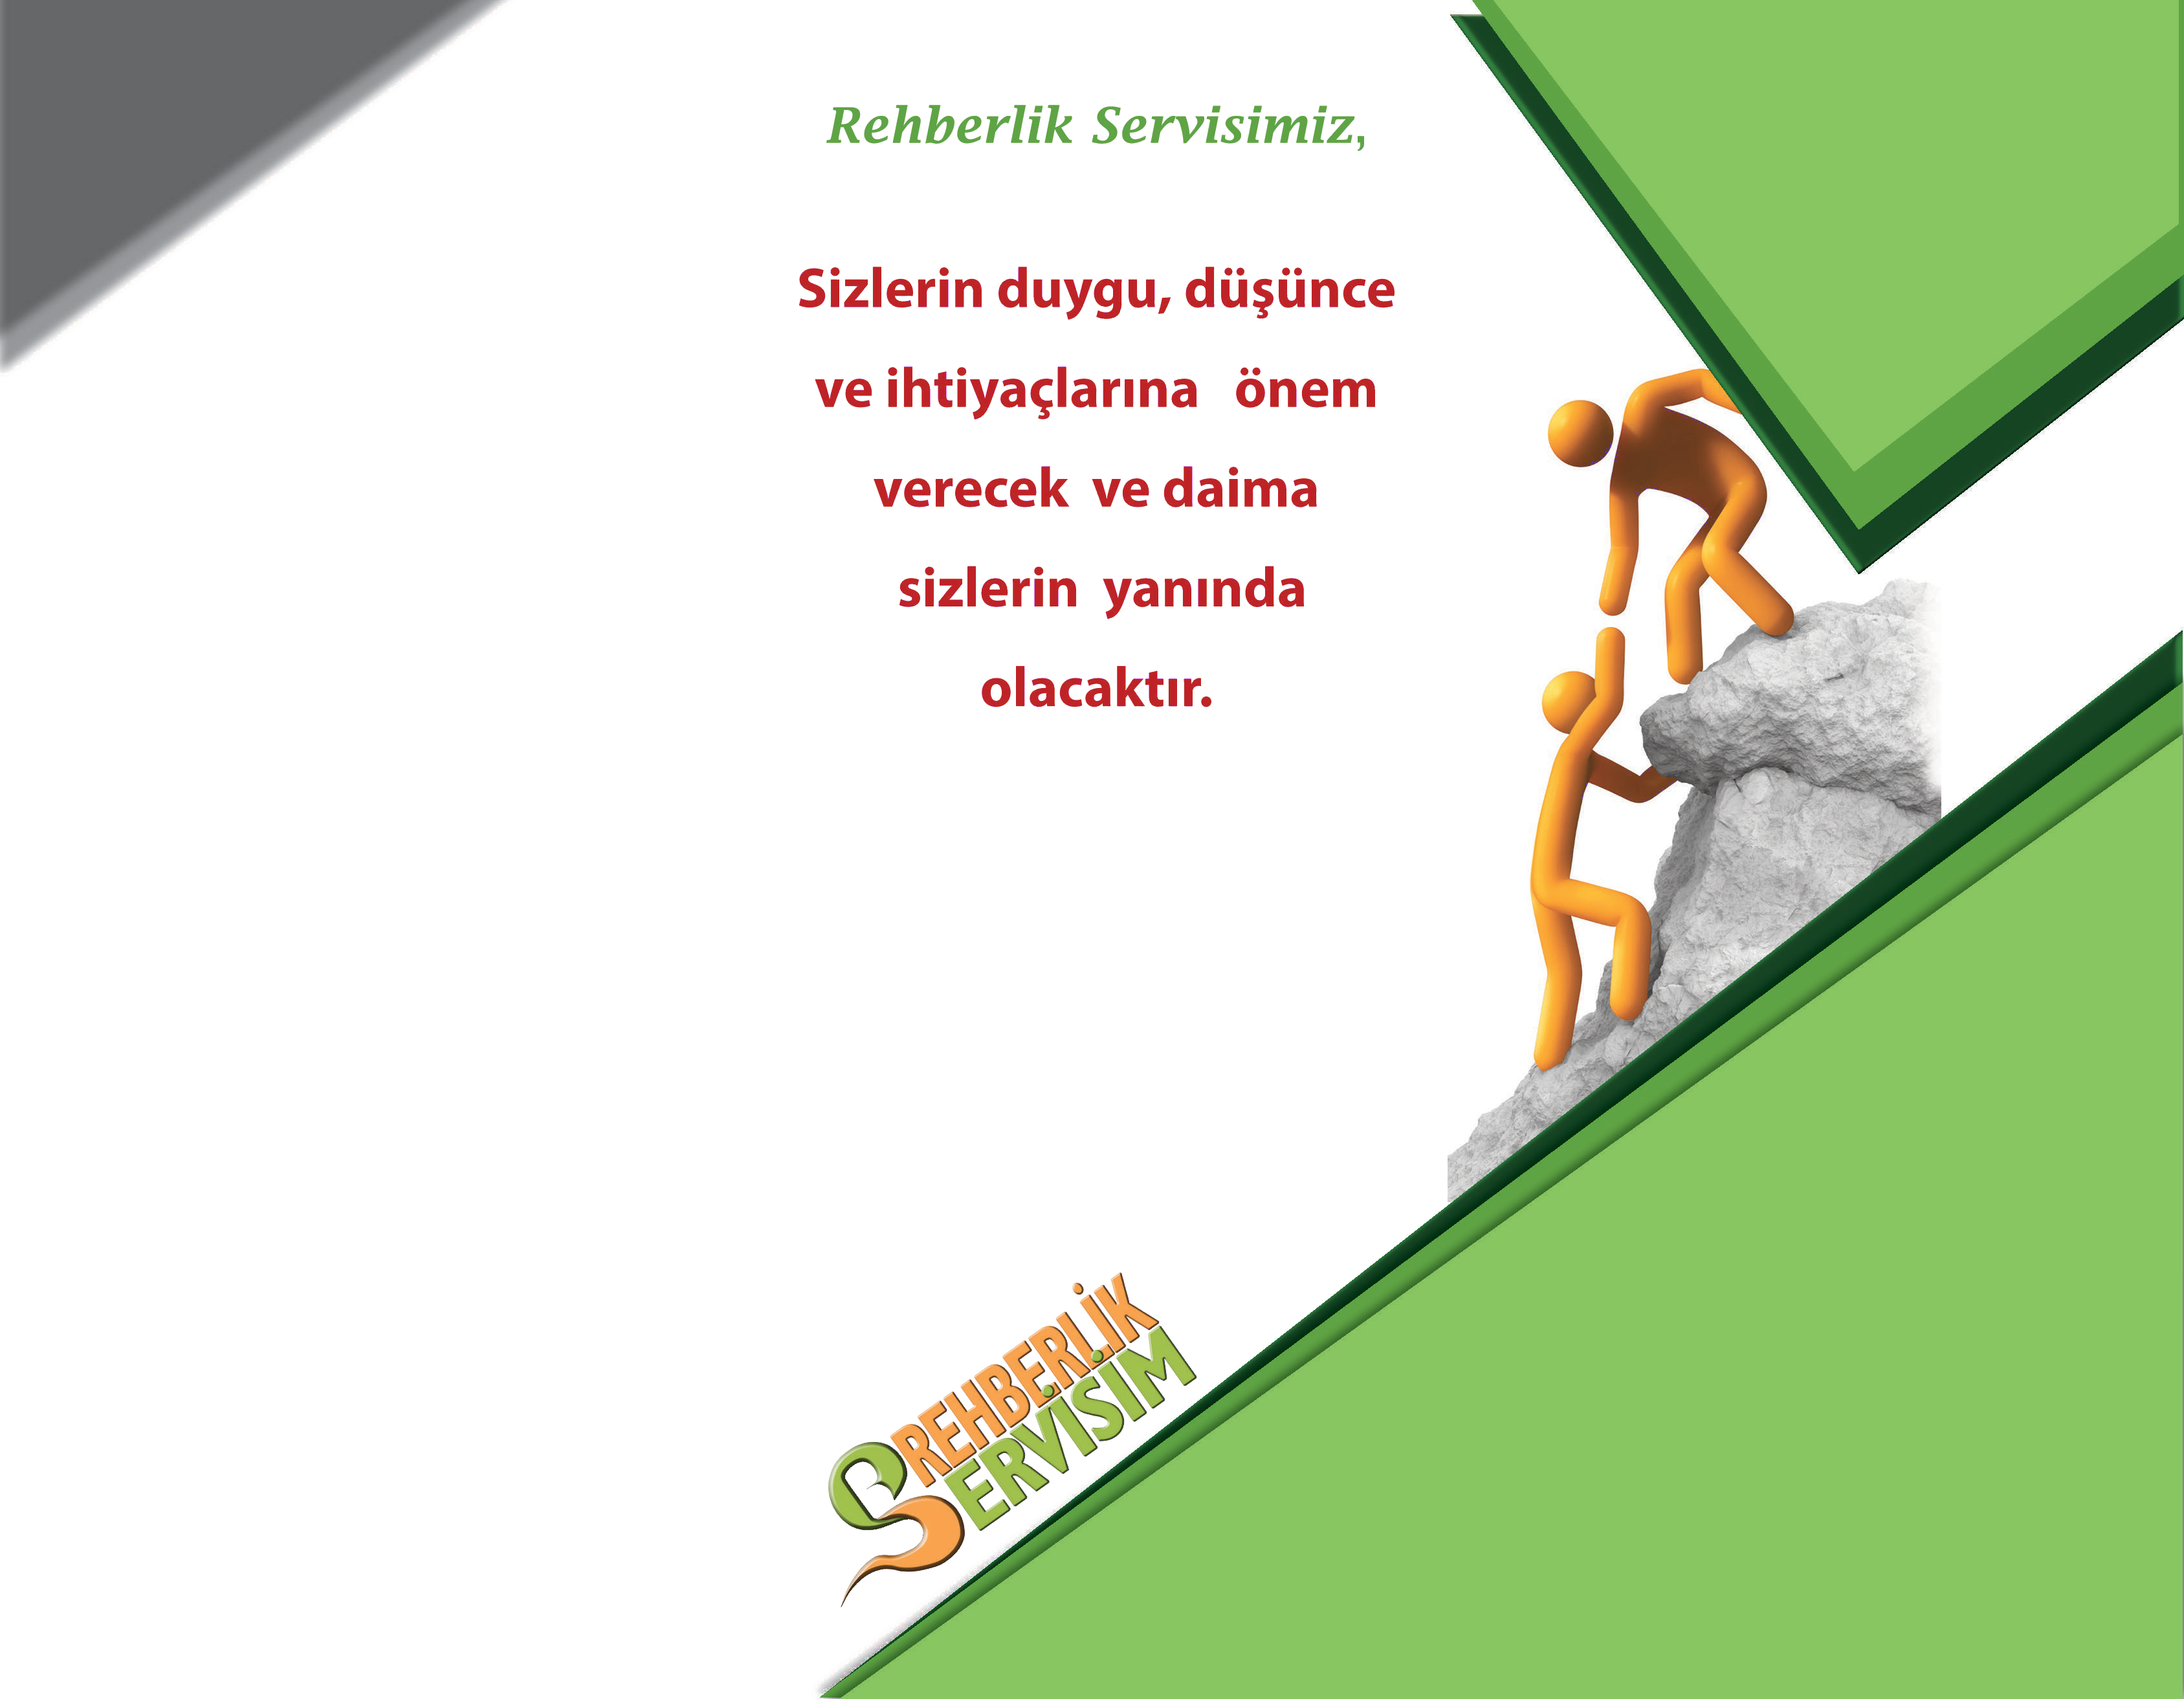 Rehberlik Servisimiz,
Sizlerin duygu, düşünce
ve ihtiyaçlarına önem
verecek ve daima
sizlerin yanında
olacaktır.
REHBERLİK
SERVİSİM